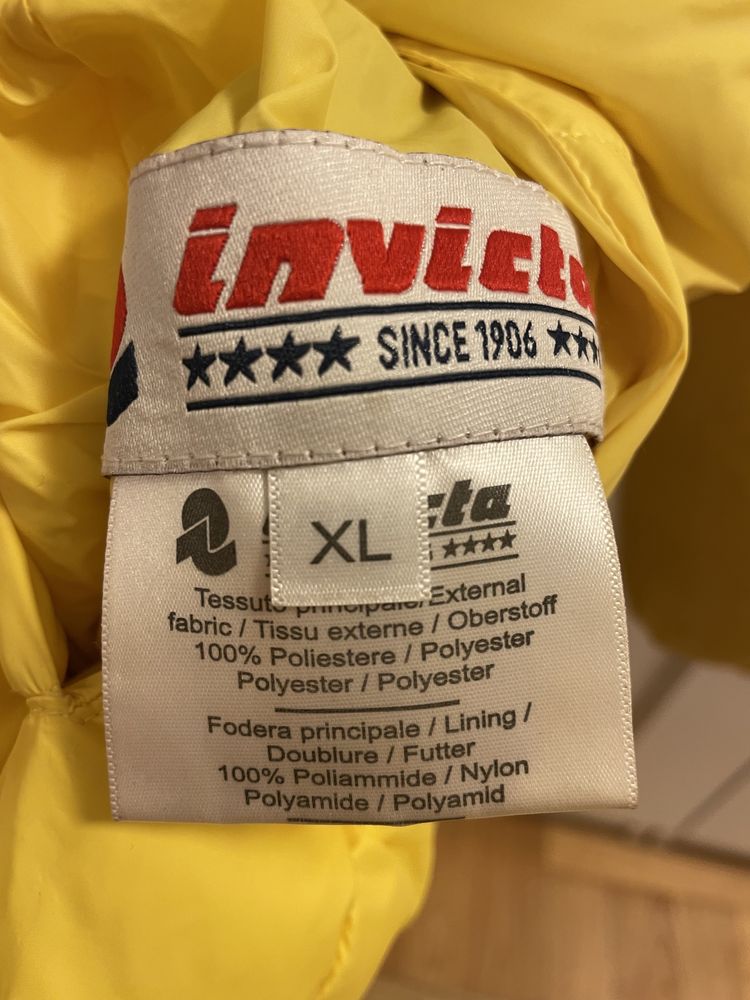 invicta
★★★★ SINCE 1906 ★★★
XL
cta
★★★★
Tessuto principale/External
fabric / Tissu externe / Oberstoff
100% Poliestere / Polyester
Polyester / Polyester
Fodera principale / Lining /
Doublure / Futter
100% Poliammide / Nylon
Polyamide / Polyamid